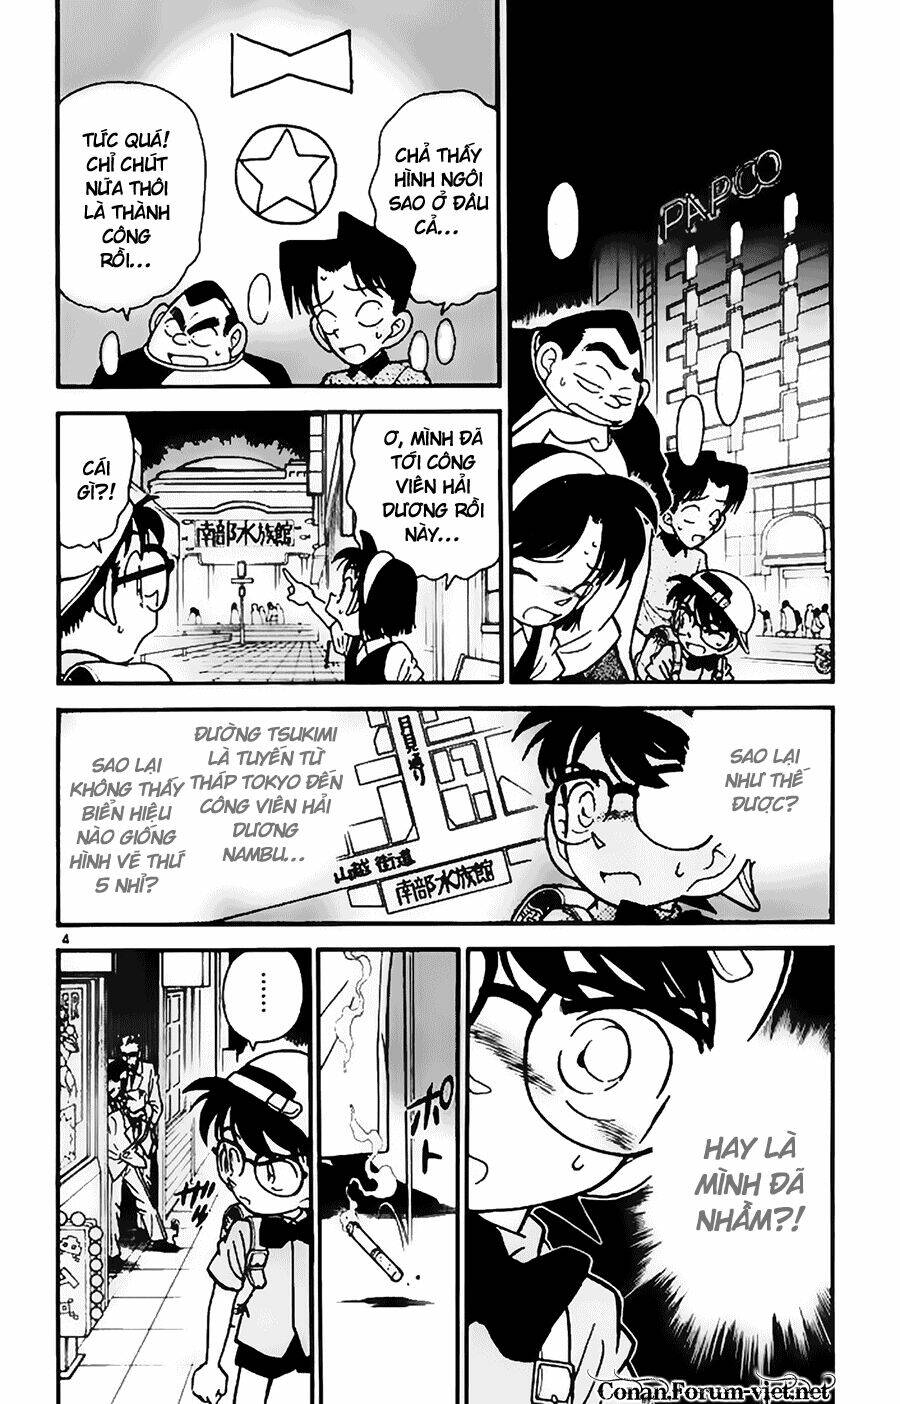 PAPCO
CHẢ THẤY
HÌNH NGÔI
SAO Ở ĐÂU
CẢ...
TỨC QUÁ!
CHỈ CHÚT
NỮA THÔI
LÀ THÀNH
CÔNG
RỒI...
Ơ, MÌNH ĐÃ
TỚI CÔNG
VIÊN HẢI
DƯƠNG RỒI
NÀY...
南部水族館
CÁI
GÌ?!
SAO LẠI
NHƯ THẾ
ĐƯỢC?
月見通り
山越街道
南部水族館
ĐƯỜNG TSUKIMI
LÀ TUYẾN TỪ
THÁP TOKYO ĐẾN
CÔNG VIÊN HẢI
DƯƠNG
NAMBU...
SAO LẠI
KHÔNG THẤY
BIỂN HIỆU
NÀO GIỐNG
HÌNH VẼ THỨ
5 NHỈ?
4
HAY LÀ
MÌNH ĐÃ
NHẦM?!
ポト
......
Conan.Forum-viet.net